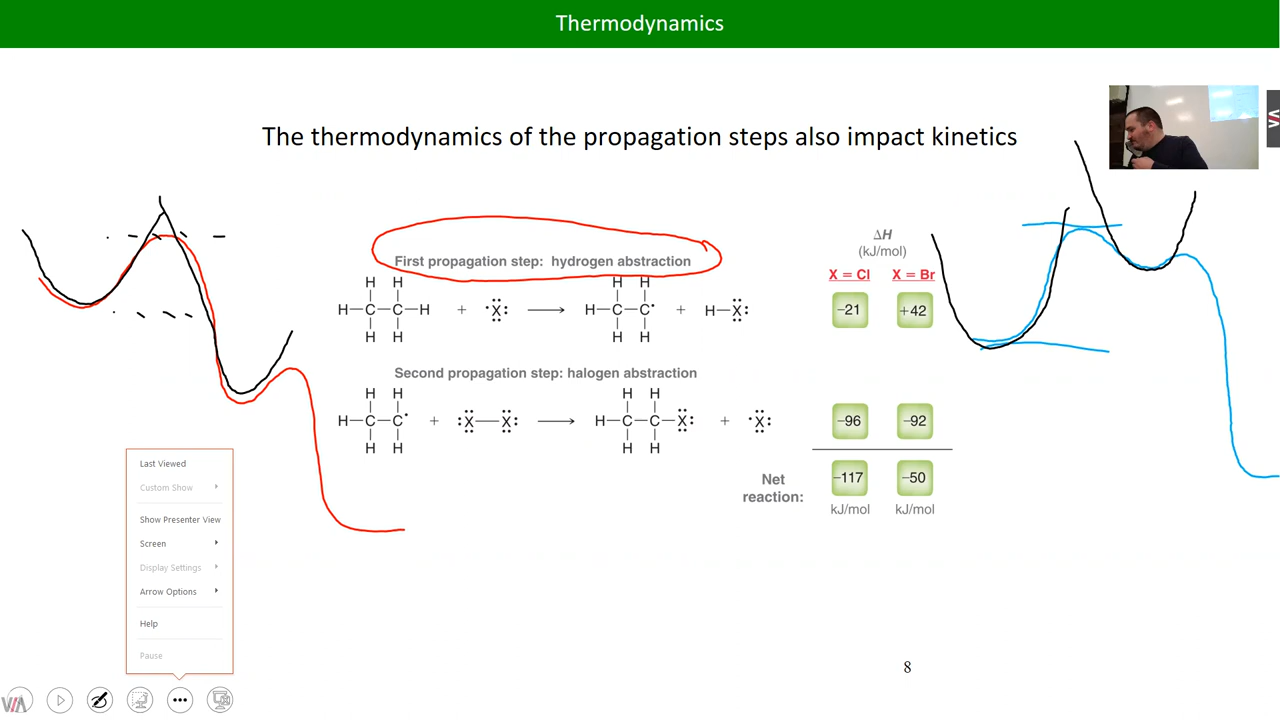 Thermodynamics
The thermodynamics of the propagation steps also impact kinetics
ΔH
(kJ/mol)
First propagation step: hydrogen abstraction
X = Cl X = Br
H H H H
H—C—C—H + ·X: ⟶ H—C—C· + H—X: −21 +42
H H H H
Second propagation step: halogen abstraction
H H H H
H—C—C· + :X—X: ⟶ H—C—C—X: + ·X: −96 −92
H H H H
Net
reaction: −117 −50
kJ/mol kJ/mol
Last Viewed
Custom Show
Show Presenter View
Screen
Display Settings
Arrow Options
Help
Pause
8
VIA